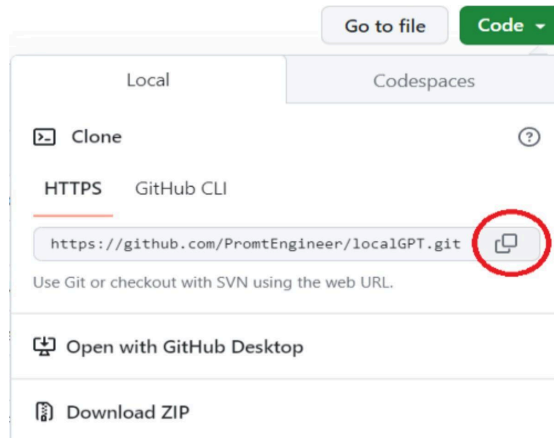 Go to file
Code
Local
Codespaces
Clone
HTTPS
GitHub CLI
https://github.com/PromtEngineer/localGPT.git
Use Git or checkout with SVN using the web URL.
Open with GitHub Desktop
Download ZIP